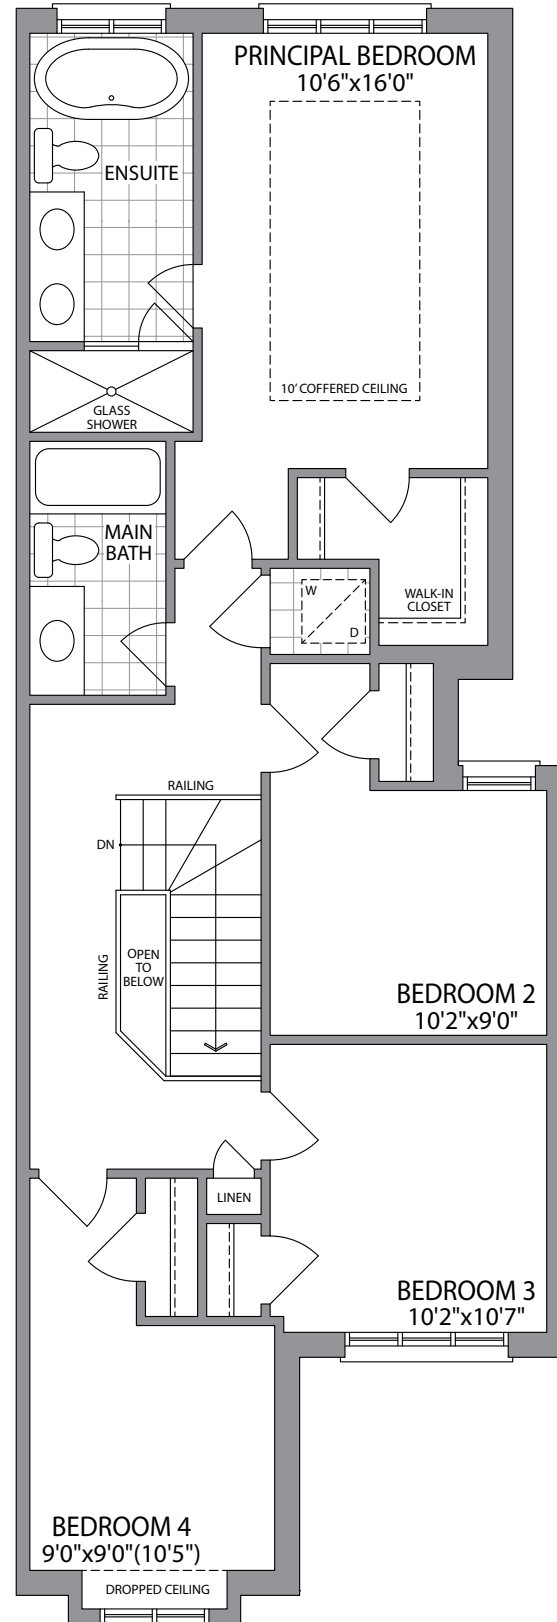 PRINCIPAL BEDROOM
10'6"x16'0"
ENSUITE
10' COFFERED CEILING
GLASS
SHOWER
MAIN
BATH
W
D
WALK-IN
CLOSET
RAILING
DN
RAILING
OPEN
TO
BELOW
BEDROOM 2
10'2"x9'0"
LINEN
BEDROOM 3
10'2"x10'7"
BEDROOM 4
9'0"x9'0"(10'5")
DROPPED CEILING